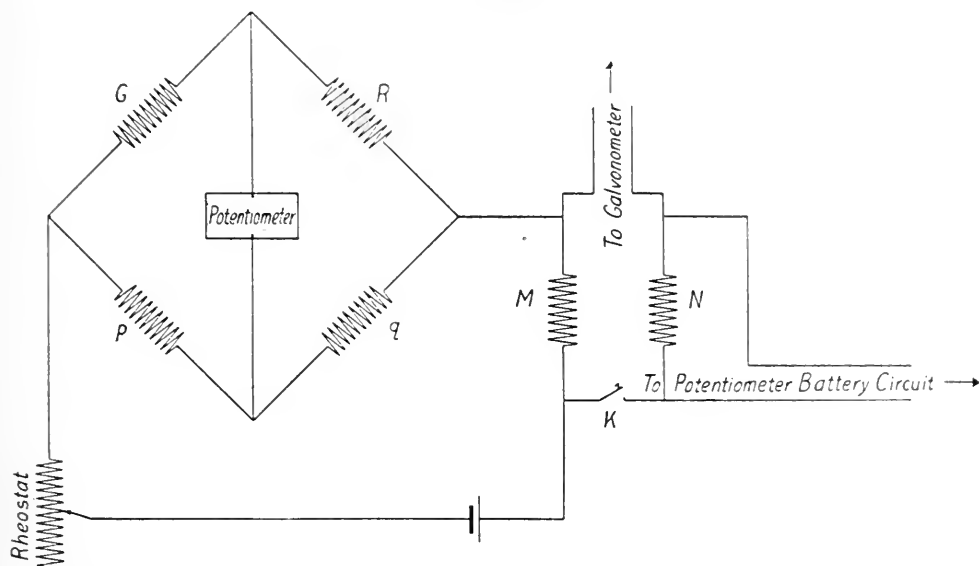 G
R
Potentiometer
P
q
To Galvonometer
M
N
To Potentiometer Battery Circuit
K
Rheostat